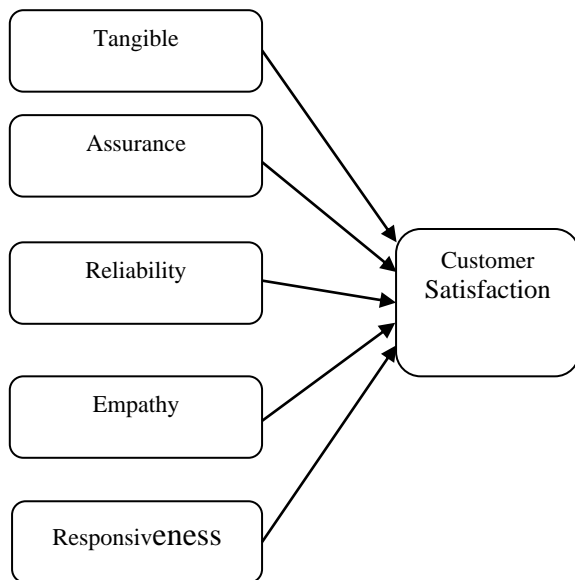 Tangible
Assurance
Reliability
Customer
Satisfaction
Empathy
Responsiveness